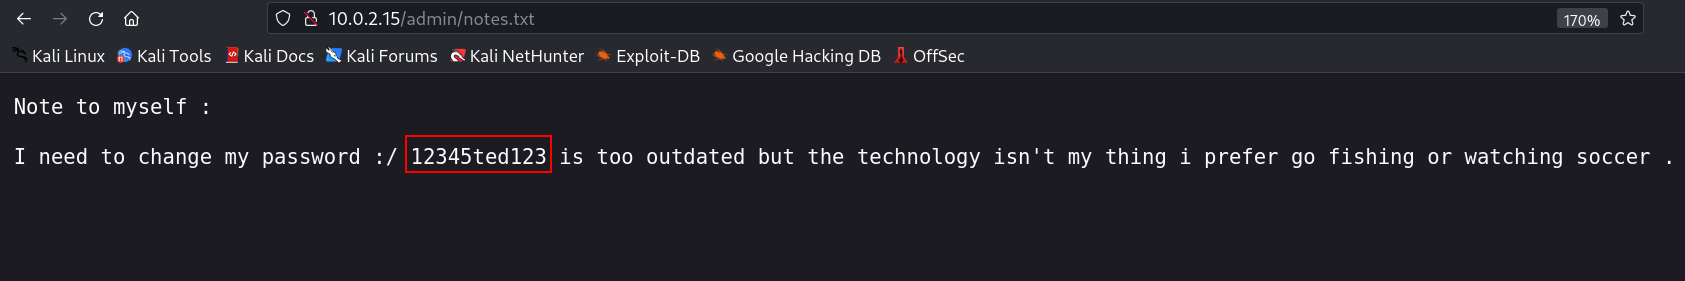 10.0.2.15/admin/notes.txt
170%
Kali Linux Kali Tools Kali Docs Kali Forums Kali NetHunter Exploit-DB Google Hacking DB OffSec
Note to myself :
I need to change my password :/ 12345ted123 is too outdated but the technology isn't my thing i prefer go fishing or watching soccer .